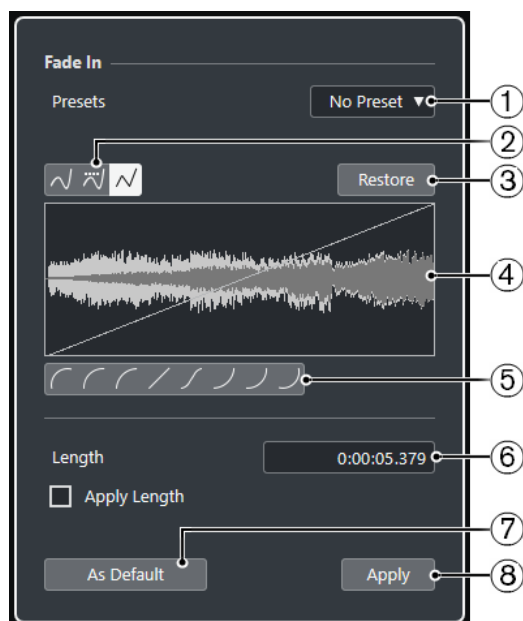 Fade In
Presets
No Preset
1
2
3
Restore
4
5
Length
0:00:05.379
6
Apply Length
7
As Default
Apply
8